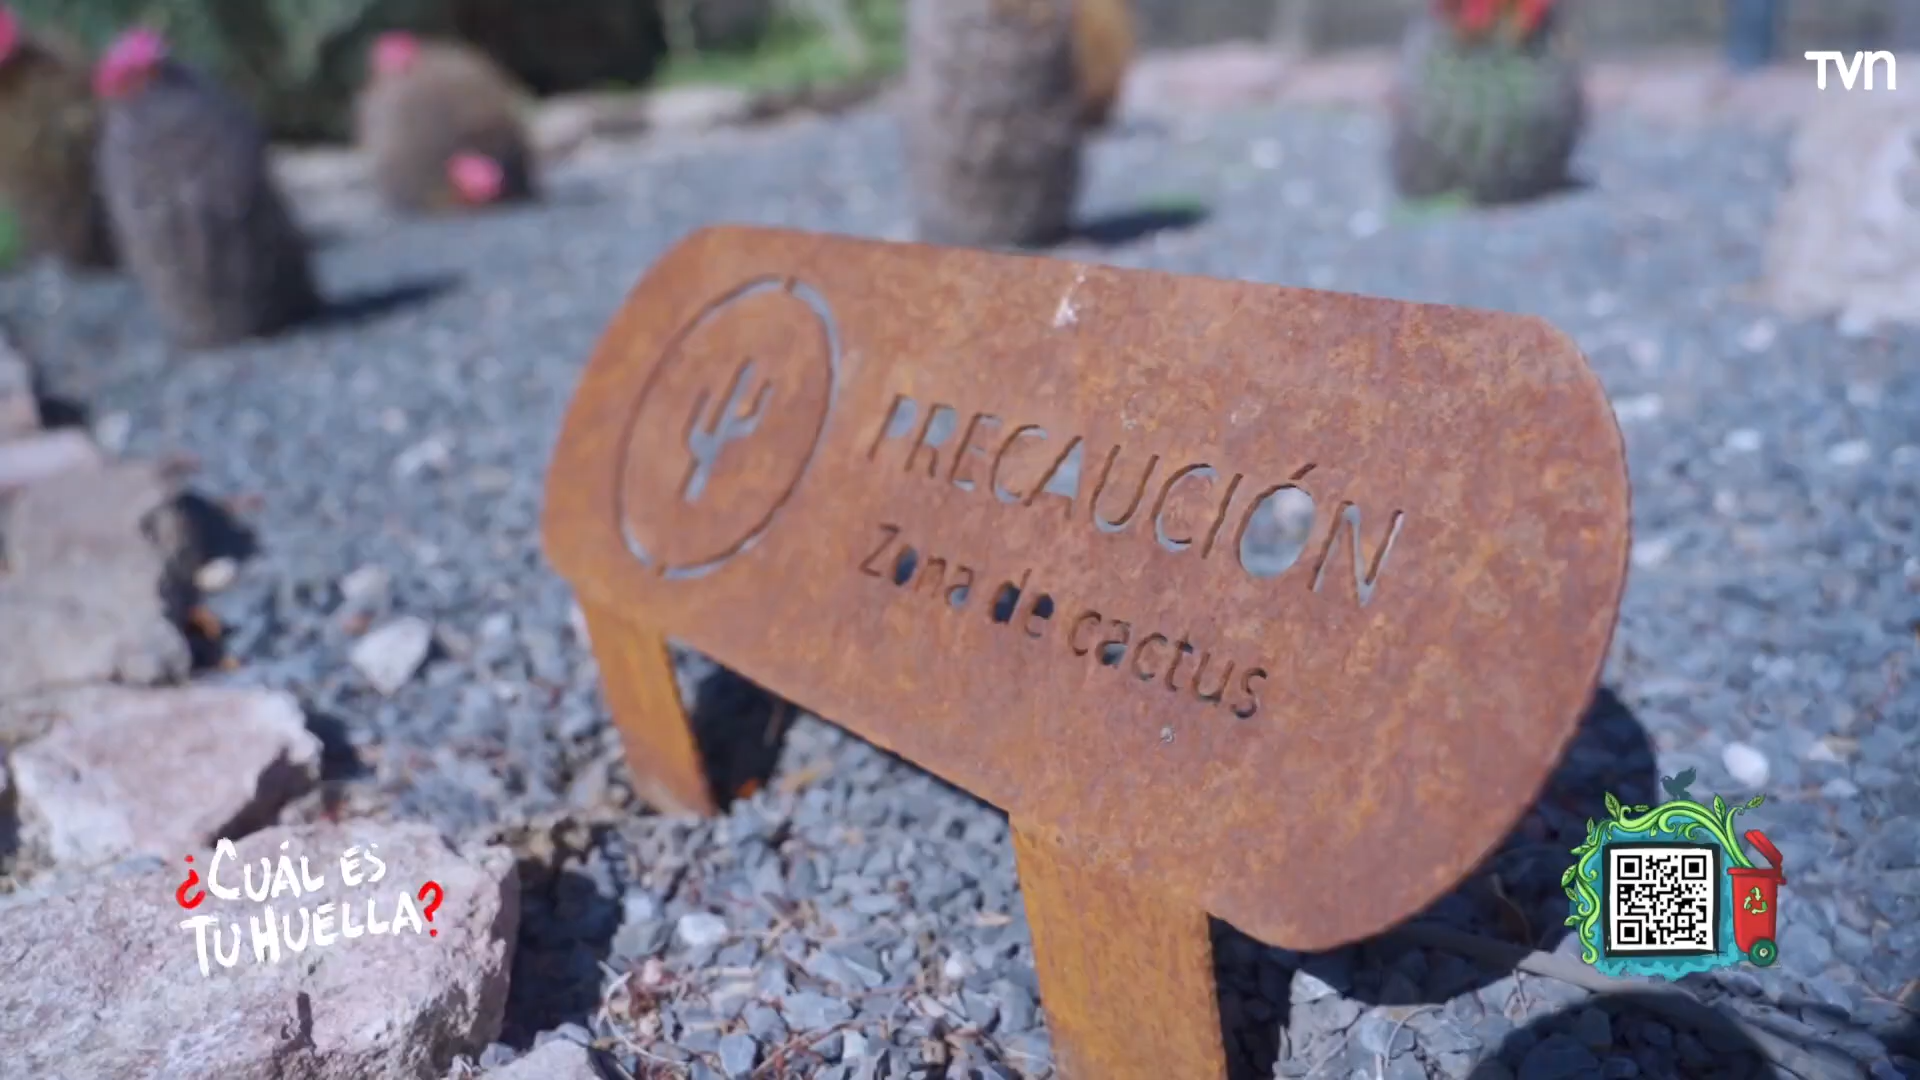 TVN
PRECAUCIÓN
Zona de cactus
¿CUÁL ES
TU HUELLA?